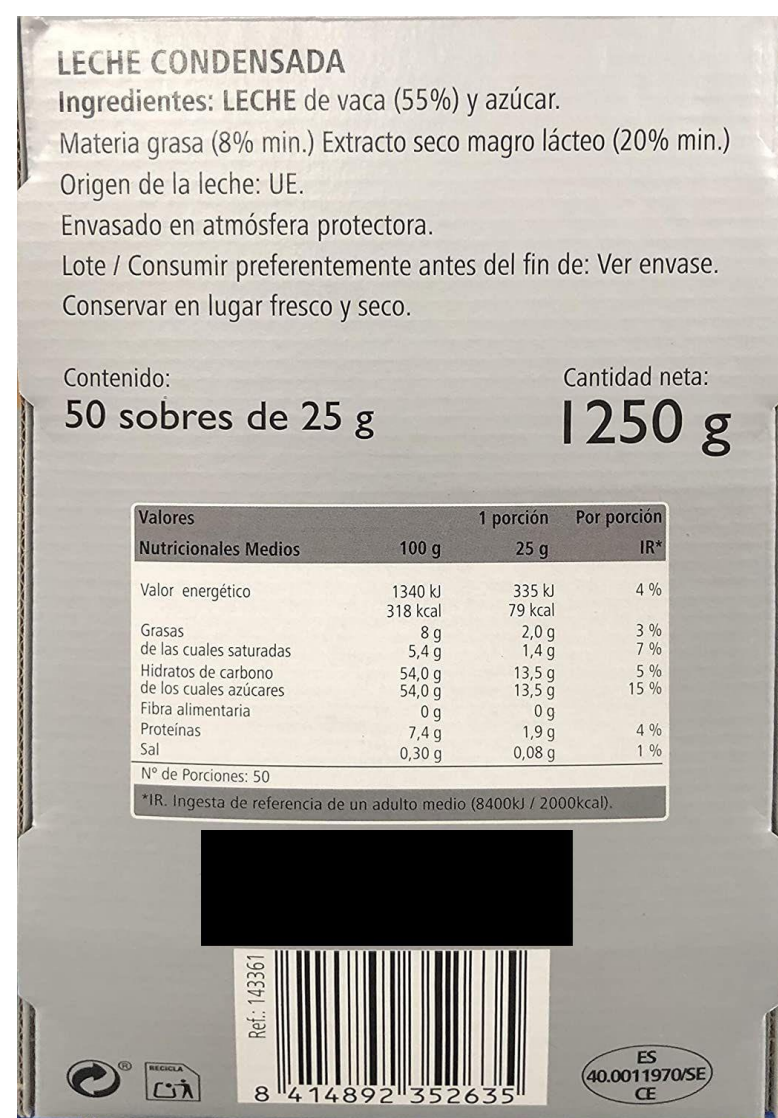 LECHE CONDENSADA
Ingredientes: LECHE de vaca (55%) y azúcar.
Materia grasa (8% min.) Extracto seco magro lácteo (20% min.)
Origen de la leche: UE.
Envasado en atmósfera protectora.
Lote / Consumir preferentemente antes del fin de: Ver envase.
Conservar en lugar fresco y seco.
Contenido:
50 sobres de 25 g
Cantidad neta:
1250 g
Valores 1 porción Por porción
Nutricionales Medios 100 g 25 g IR*
Valor energético 1340 kJ 335 kJ 4 %
318 kcal 79 kcal
Grasas 8 g 2,0 g 3 %
de las cuales saturadas 5,4 g 1,4 g 7 %
Hidratos de carbono 54,0 g 13,5 g 5 %
de los cuales azúcares 54,0 g 13,5 g 15 %
Fibra alimentaria 0 g 0 g
Proteínas 7,4 g 1,9 g 4 %
Sal 0,30 g 0,08 g 1 %
Nº de Porciones: 50
*IR. Ingesta de referencia de un adulto medio (8400kJ / 2000kcal).
Ref.: 143361
8 414892 352635
®
RECICLA
ES
40.0011970/SE
CE